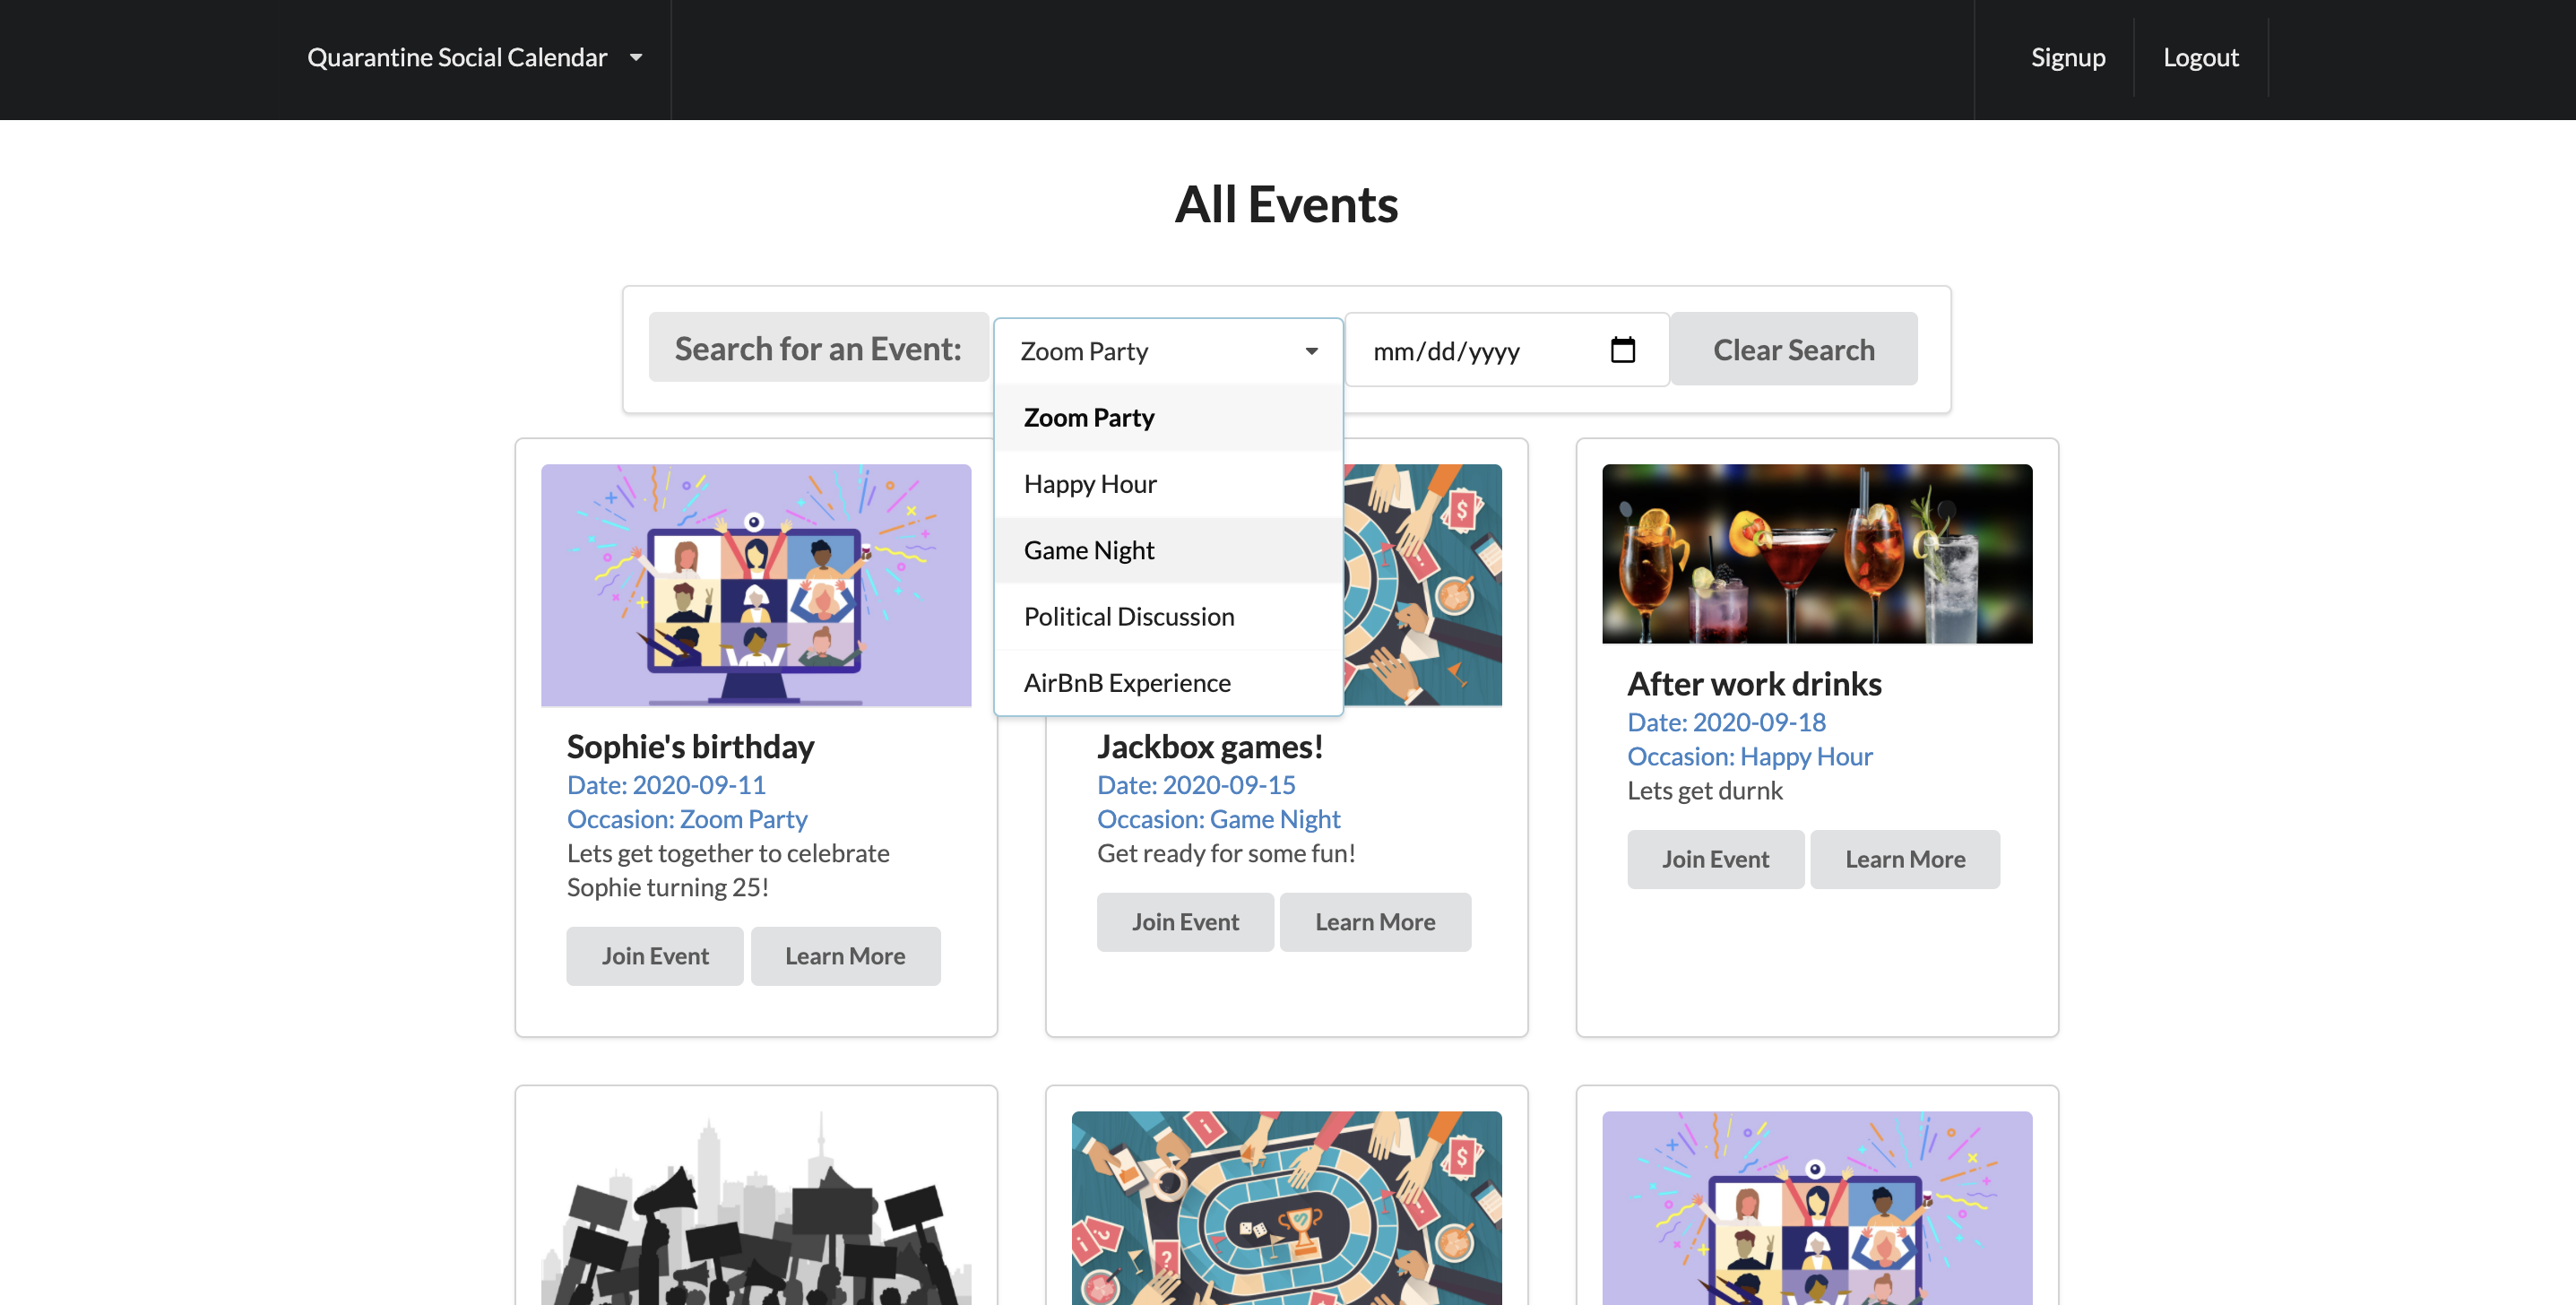 Quarantine Social Calendar
Signup
Logout
All Events
Search for an Event:
Zoom Party
mm/dd/yyyy
Clear Search
Zoom Party
Happy Hour
Game Night
Political Discussion
AirBnB Experience
Sophie's birthday
Date: 2020-09-11
Occasion: Zoom Party
Lets get together to celebrate
Sophie turning 25!
Join Event
Learn More
$
Jackbox games!
Date: 2020-09-15
Occasion: Game Night
Get ready for some fun!
Join Event
Learn More
After work drinks
Date: 2020-09-18
Occasion: Happy Hour
Lets get durnk
Join Event
Learn More
$
?